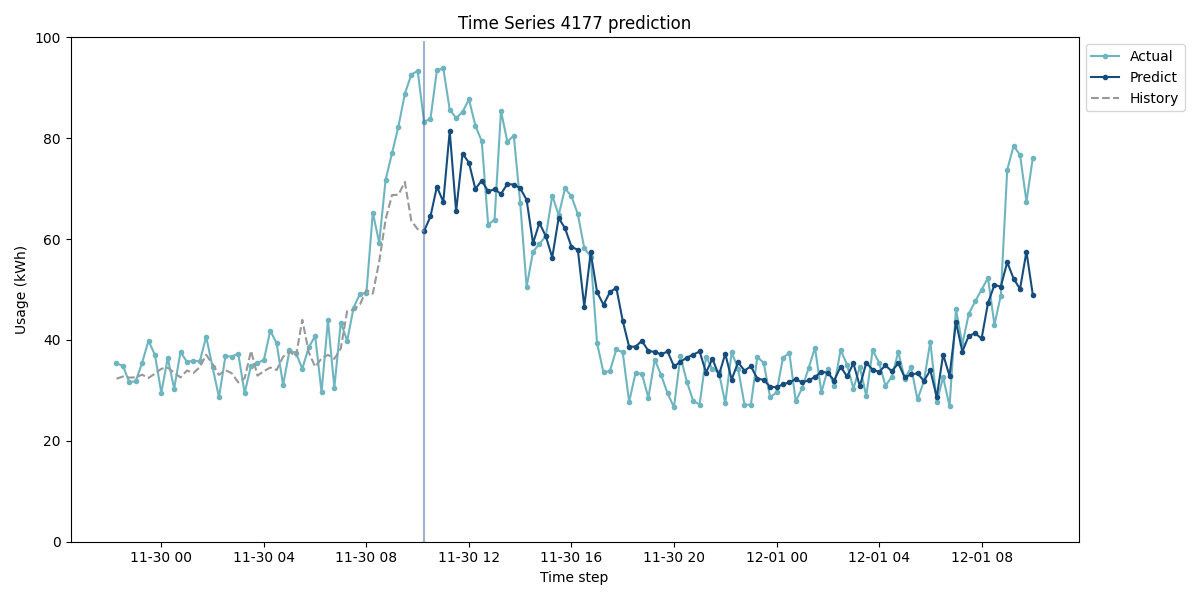 Time Series 4177 prediction
100
80
60
40
20
0
Usage (kWh)
11-30 00
11-30 04
11-30 08
11-30 12
11-30 16
11-30 20
12-01 00
12-01 04
12-01 08
Time step
Actual
Predict
History